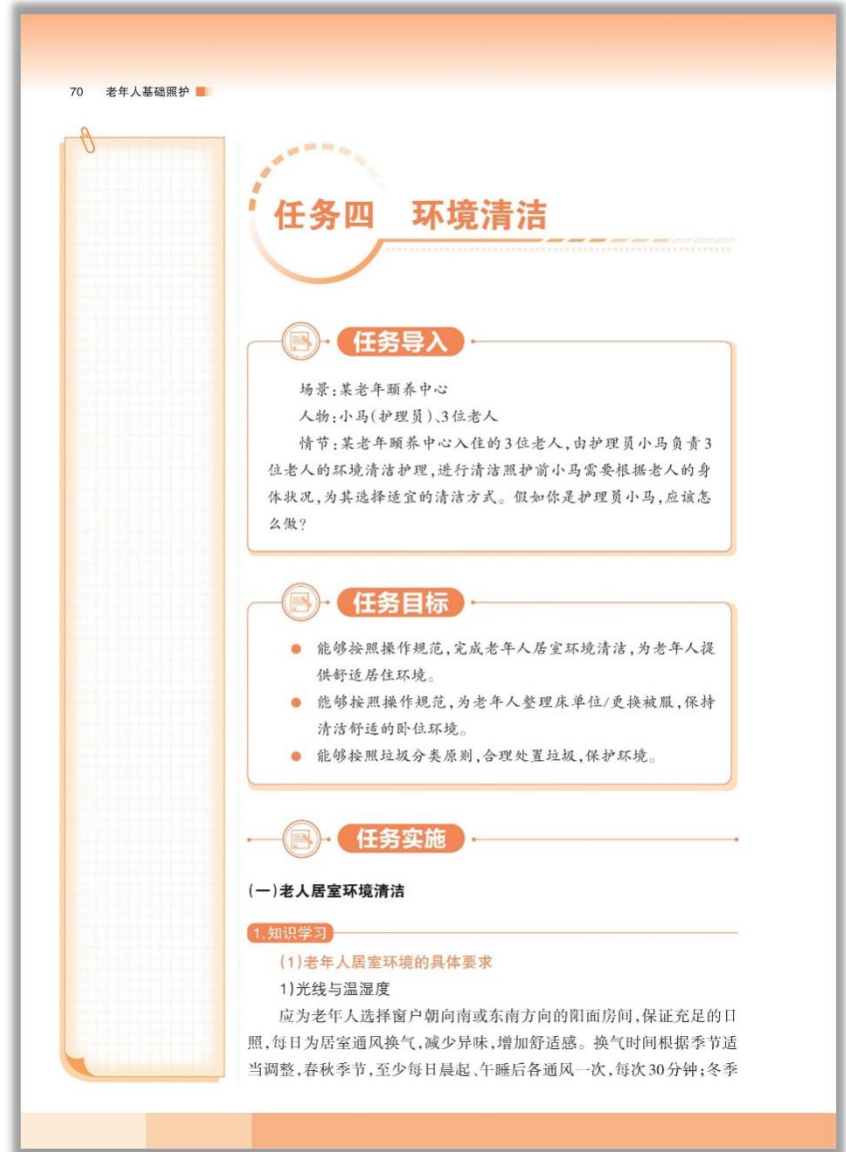 70 老年人基础照护
任务四 环境清洁
任务导入
场景:某老年颐养中心
人物:小马(护理员)、3位老人
情节:某老年颐养中心入住的3位老人,由护理员小马负责3
位老人的环境清洁护理,进行清洁照护前小马需要根据老人的身
体状况,为其选择适宜的清洁方式。假如你是护理员小马,应该怎
么做?
任务目标
● 能够按照操作规范,完成老年人居室环境清洁,为老年人提
供舒适居住环境。
● 能够按照操作规范,为老年人整理床单位/更换被服,保持
清洁舒适的卧位环境。
● 能够按照垃圾分类原则,合理处置垃圾,保护环境。
任务实施
(一)老人居室环境清洁
1.知识学习
(1)老年人居室环境的具体要求
1)光线与温湿度
应为老年人选择窗户朝向南或东南方向的阳面房间,保证充足的日
照,每日为居室通风换气,减少异味,增加舒适感。换气时间根据季节适
当调整,春秋季节,至少每日晨起、午睡后各通风一次,每次30分钟;冬季